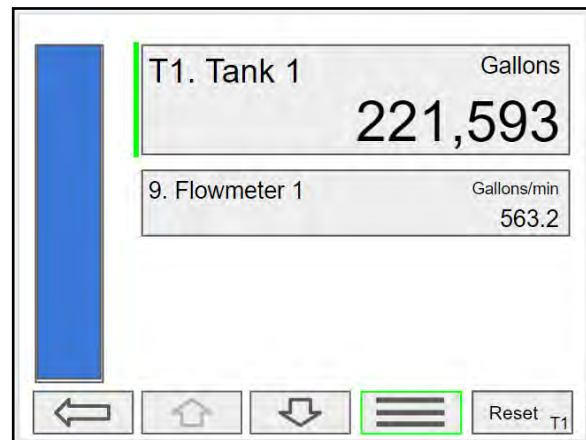 T1. Tank 1 Gallons
221,593
9. Flowmeter 1 Gallons/min
563.2
Reset T1